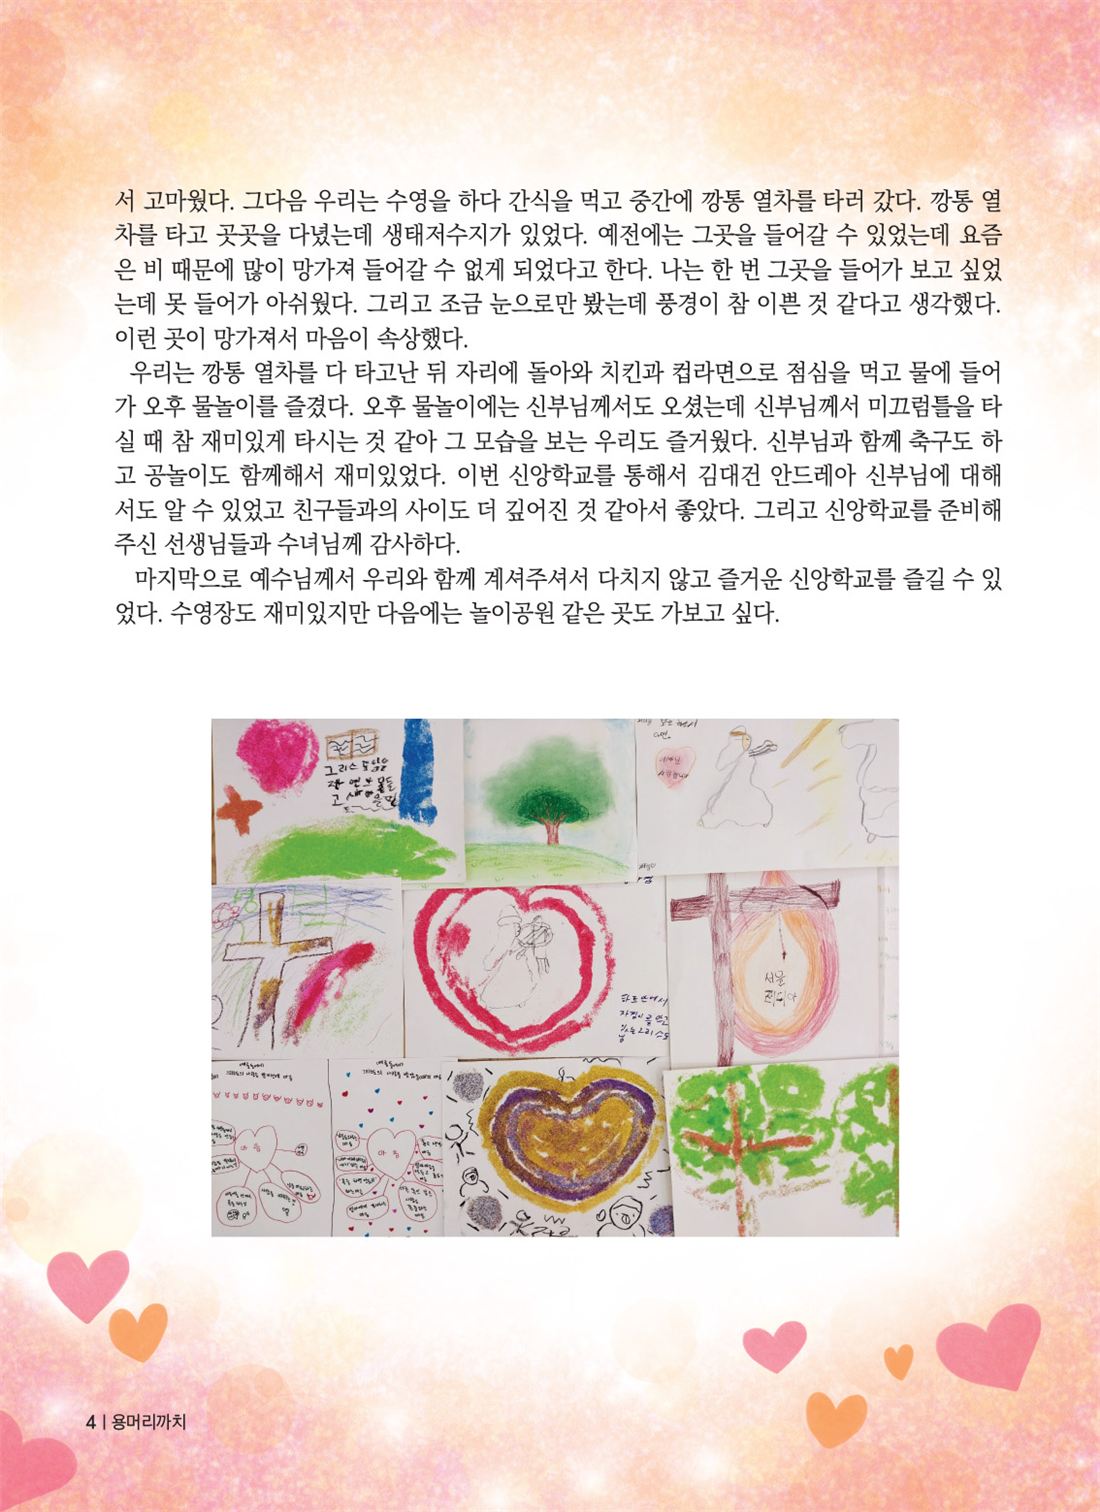 서 고마웠다. 그다음 우리는 수영을 하다 간식을 먹고 중간에 깡통 열차를 타러 갔다. 깡통 열
차를 타고 곳곳을 다녔는데 생태저수지가 있었다. 예전에는 그곳을 들어갈 수 있었는데 요즘
은 비 때문에 많이 망가져 들어갈 수 없게 되었다고 한다. 나는 한 번 그곳을 들어가 보고 싶었
는데 못 들어가 아쉬웠다. 그리고 조금 눈으로만 봤는데 풍경이 참 이쁜 것 같다고 생각했다.
이런 곳이 망가져서 마음이 속상했다.
우리는 깡통 열차를 다 타고난 뒤 자리에 돌아와 치킨과 컵라면으로 점심을 먹고 물에 들어
가 오후 물놀이를 즐겼다. 오후 물놀이에는 신부님께서도 오셨는데 신부님께서 미끄럼틀을 타
실 때 참 재미있게 타시는 것 같아 그 모습을 보는 우리도 즐거웠다. 신부님과 함께 축구도 하
고 공놀이도 함께해서 재미있었다. 이번 신앙학교를 통해서 김대건 안드레아 신부님에 대해
서도 알 수 있었고 친구들과의 사이도 더 깊어진 것 같아서 좋았다. 그리고 신앙학교를 준비해
주신 선생님들과 수녀님께 감사하다.
마지막으로 예수님께서 우리와 함께 계셔주셔서 다치지 않고 즐거운 신앙학교를 즐길 수 있
었다. 수영장도 재미있지만 다음에는 놀이공원 같은 곳도 가보고 싶다.
마음
마음
4 | 용머리까치